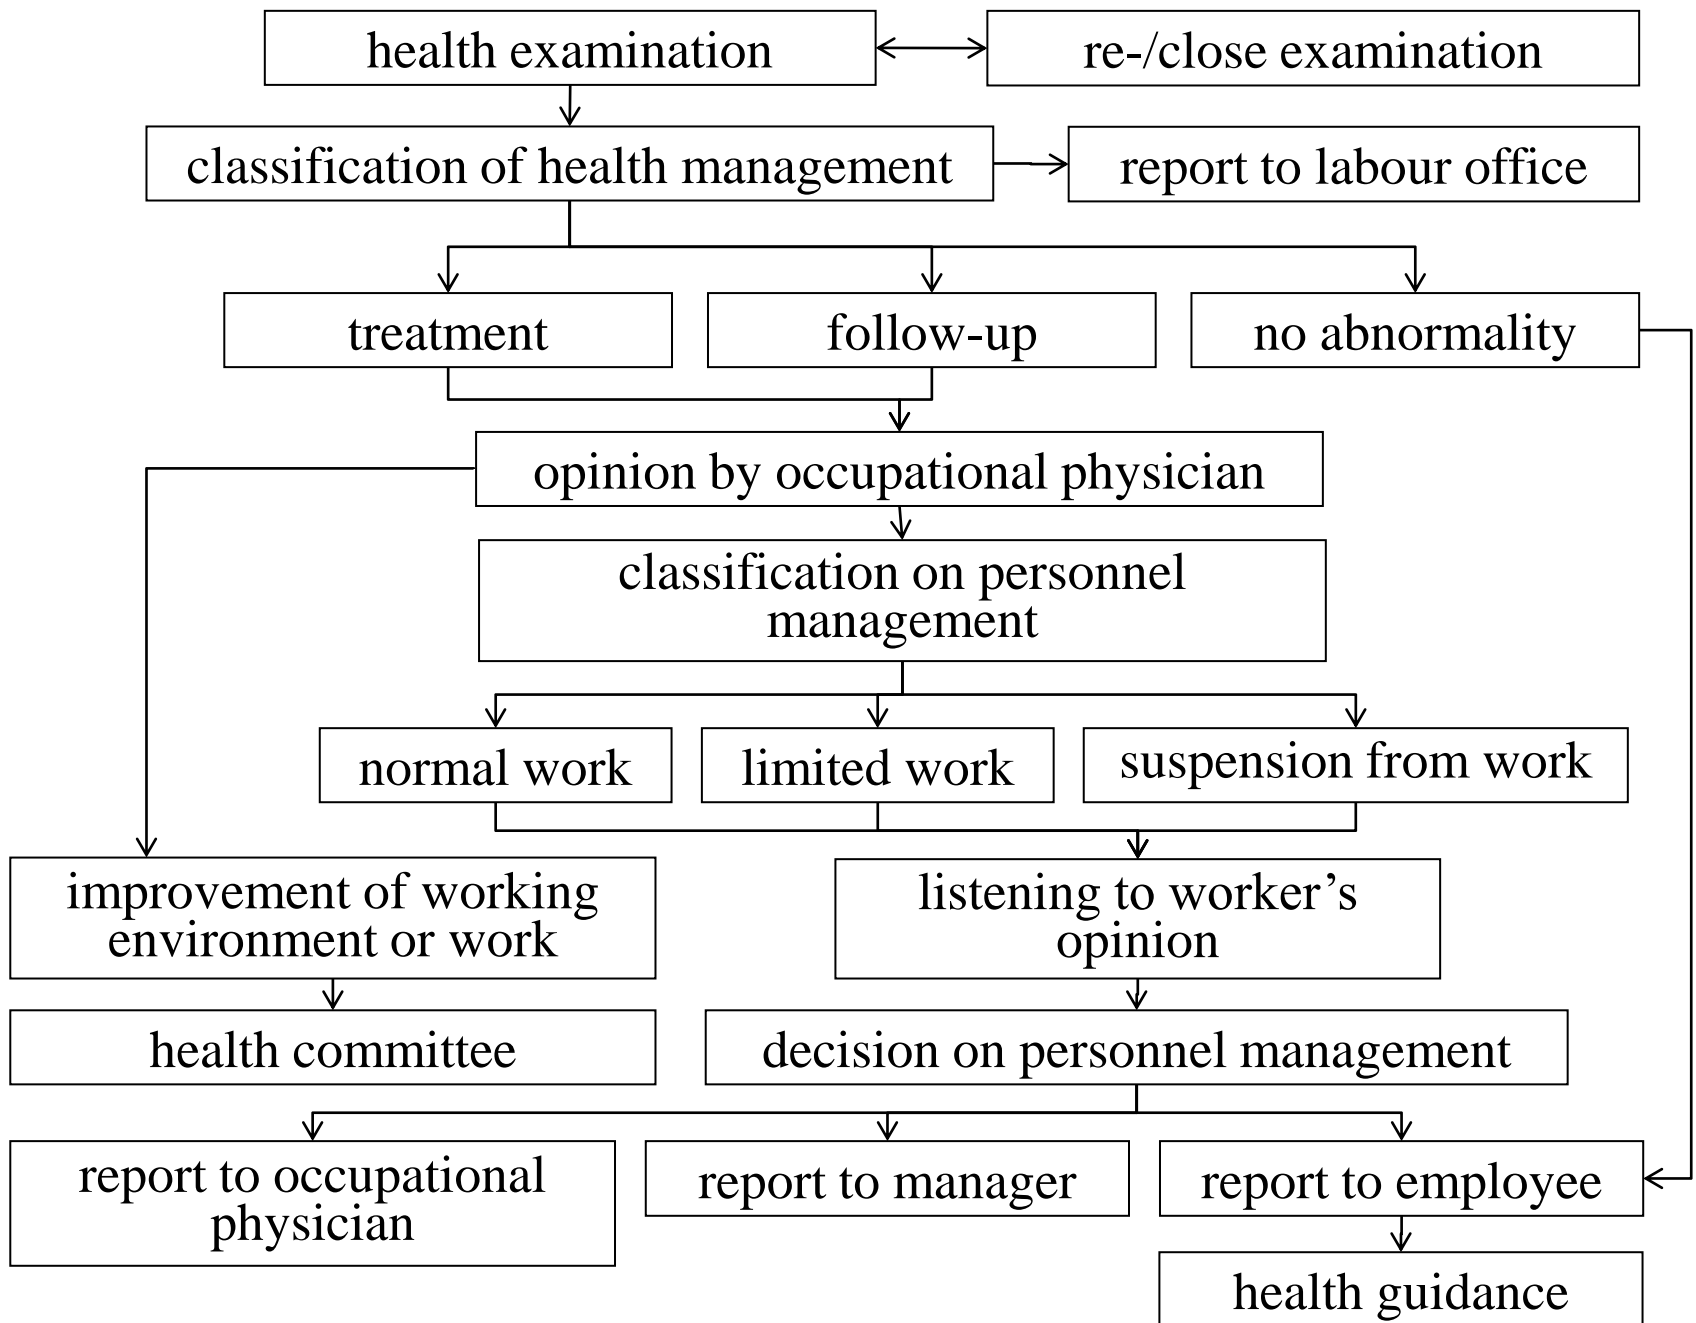 health examination
re-/close examination
classification of health management
report to labour office
treatment
follow-up
no abnormality
opinion by occupational physician
classification on personnel
management
normal work
limited work
suspension from work
improvement of working
environment or work
listening to worker’s
opinion
health committee
decision on personnel management
report to occupational
physician
report to manager
report to employee
health guidance